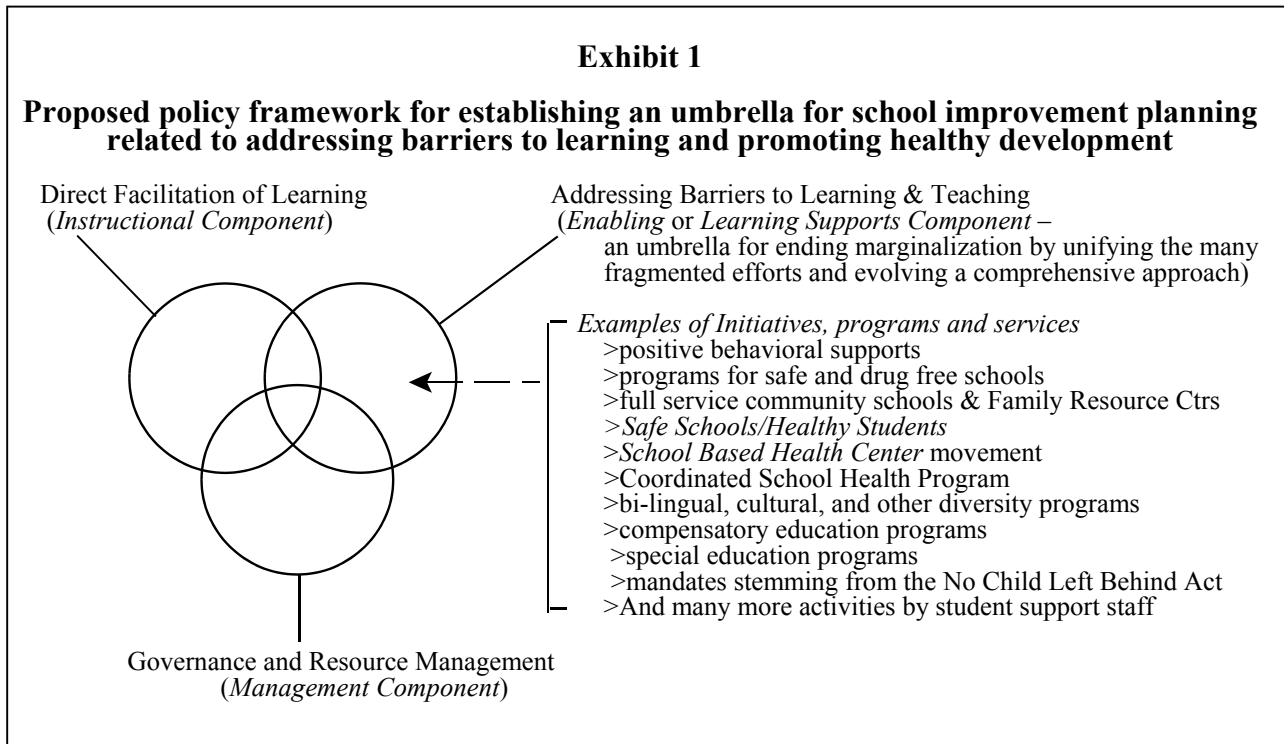 Exhibit 1
Proposed policy framework for establishing an umbrella for school improvement planning
related to addressing barriers to learning and promoting healthy development
Direct Facilitation of Learning
(Instructional Component)
Addressing Barriers to Learning & Teaching
(Enabling or Learning Supports Component –
an umbrella for ending marginalization by unifying the many
fragmented efforts and evolving a comprehensive approach)
Examples of Initiatives, programs and services
>positive behavioral supports
>programs for safe and drug free schools
>full service community schools & Family Resource Ctrs
>Safe Schools/Healthy Students
>School Based Health Center movement
>Coordinated School Health Program
>bi-lingual, cultural, and other diversity programs
>compensatory education programs
>special education programs
>mandates stemming from the No Child Left Behind Act
>And many more activities by student support staff
Governance and Resource Management
(Management Component)